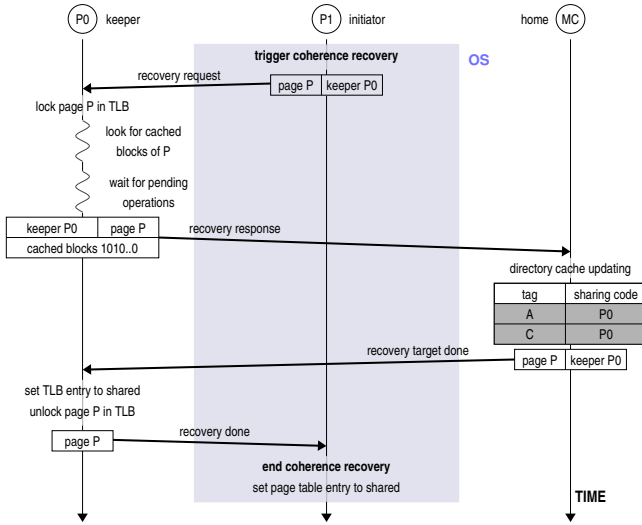 P0 keeper
P1 initiator
home MC
trigger coherence recovery
OS
recovery request
page P keeper P0
lock page P in TLB
look for cached
blocks of P
wait for pending
operations
keeper P0 page P
cached blocks 1010..0
recovery response
directory cache updating
tag sharing code
A P0
C P0
recovery target done
page P keeper P0
set TLB entry to shared
unlock page P in TLB
page P
recovery done
end coherence recovery
set page table entry to shared
TIME